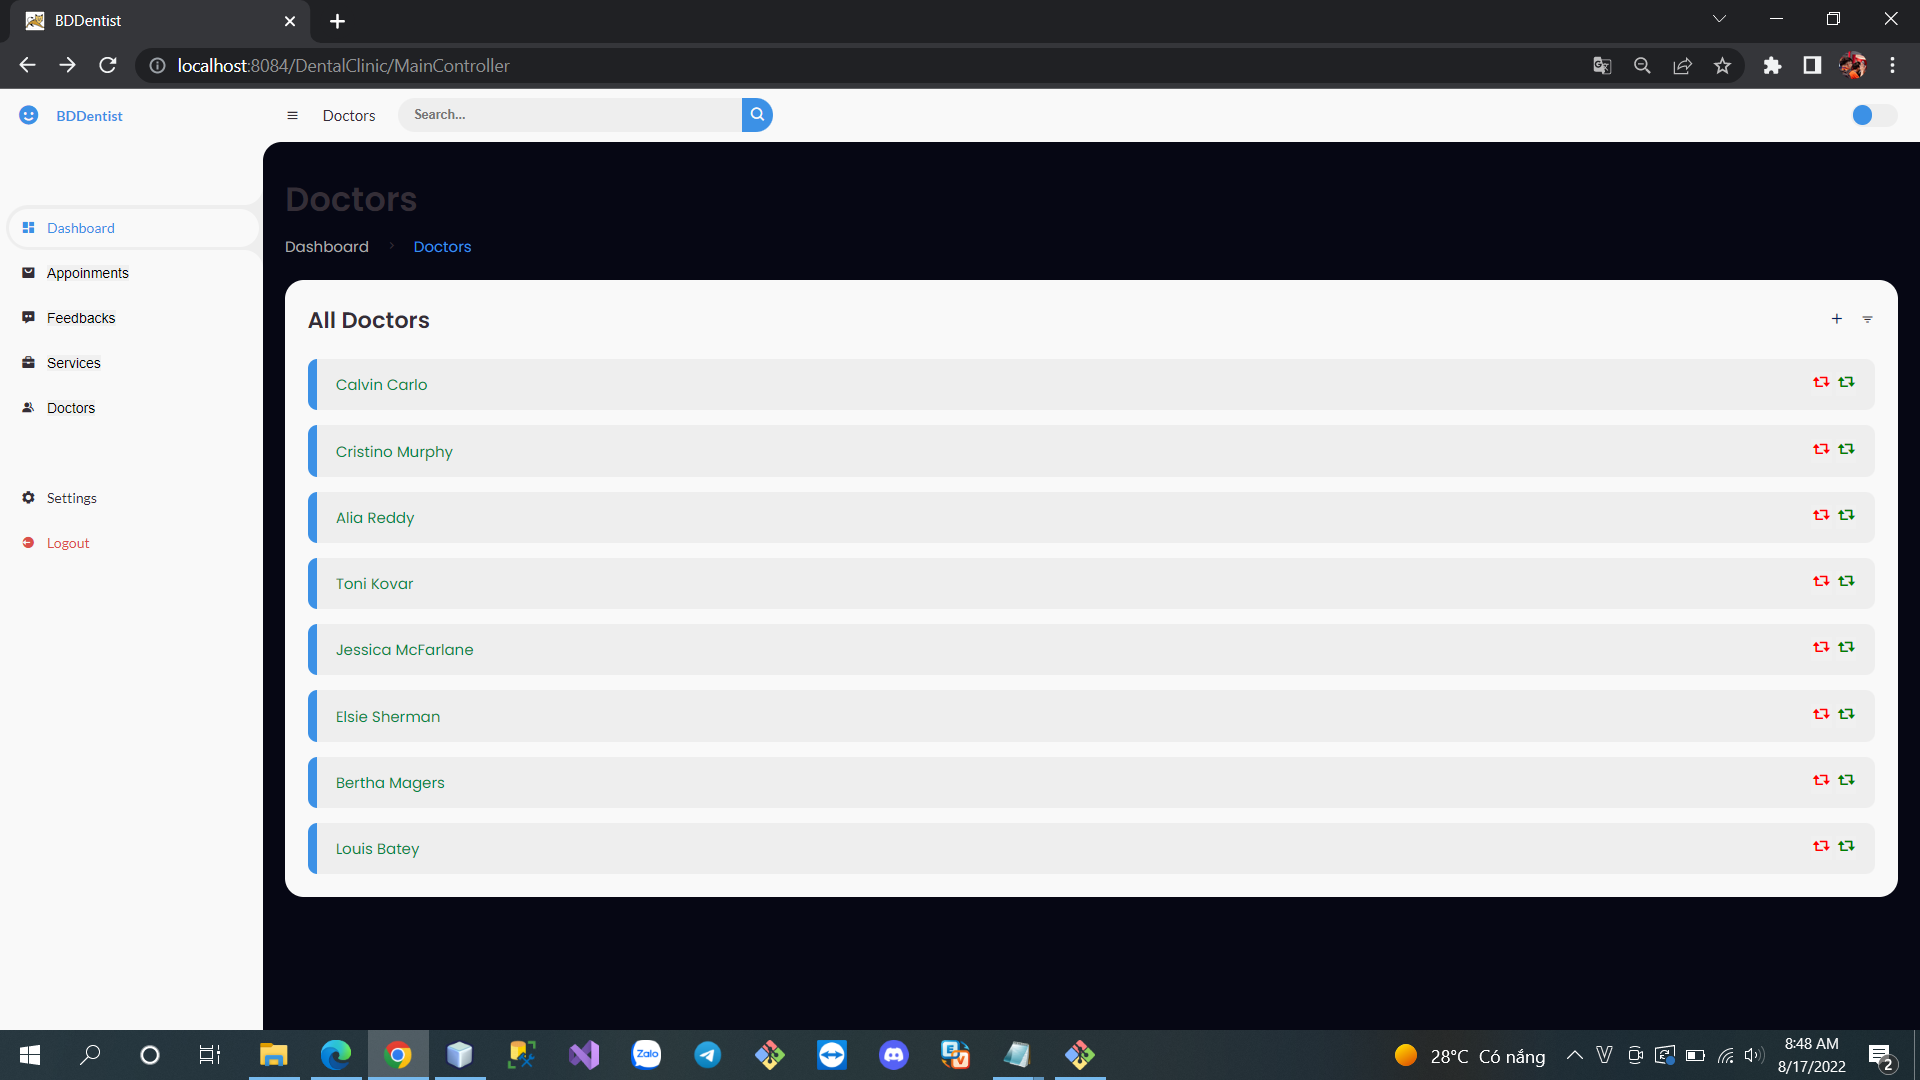 BDDentist
localhost:8084/DentalClinic/MainController
BDDentist
Doctors
Search...
Dashboard
Appoinments
Feedbacks
Services
Doctors
Settings
Logout
Doctors
Dashboard > Doctors
All Doctors
Calvin Carlo
Cristino Murphy
Alia Reddy
Toni Kovar
Jessica McFarlane
Elsie Sherman
Bertha Magers
Louis Batey
Zalo
28°C Có nắng
8:48 AM
8/17/2022
2